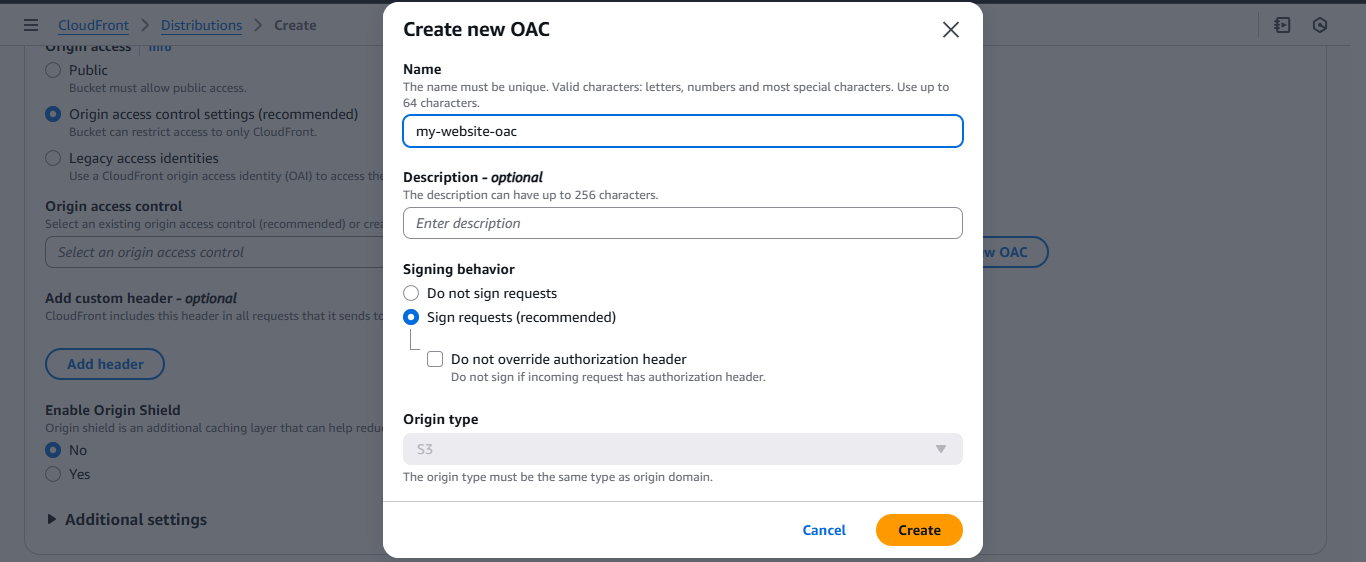 CloudFront
Distributions
Create
Origin access
Info
Public
Bucket must allow public access.
Origin access control settings (recommended)
Bucket can restrict access to only CloudFront.
Legacy access identities
Use a CloudFront origin access identity (OAI) to access the
Origin access control
Select an existing origin access control (recommended) or
Select an origin access control
OAC
Add custom header - optional
CloudFront includes this header in all requests that it sends to
Add header
Enable Origin Shield
Origin shield is an additional caching layer that can help
No
Yes
Additional settings
Create new OAC
Name
The name must be unique. Valid characters: letters, numbers and most special characters. Use up to
64 characters.
my-website-oac
Description - optional
The description can have up to 256 characters.
Enter description
Signing behavior
Do not sign requests
Sign requests (recommended)
Do not override authorization header
Do not sign if incoming request has authorization header.
Origin type
S3
The origin type must be the same type as origin domain.
Cancel
Create